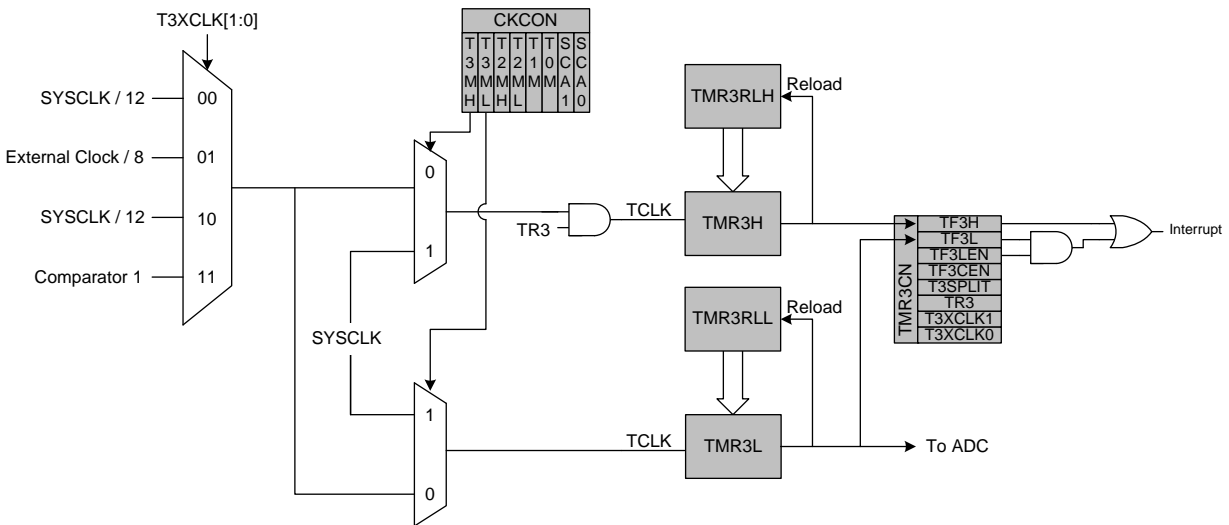 T3XCLK[1:0]
SYSCLK / 12
External Clock / 8
SYSCLK / 12
Comparator 1
00
01
10
11
CKCON
T3MH
T3ML
T2MH
T2ML
T1M
T0M
SCA1
SCA0
0
1
SYSCLK
1
0
TR3
TCLK
TMR3RLH
Reload
TMR3H
TCLK
TMR3RLL
Reload
TMR3L
To ADC
TMR3CN
TF3H
TF3L
TF3LEN
TF3CEN
T3SPLIT
TR3
T3XCLK1
T3XCLK0
Interrupt